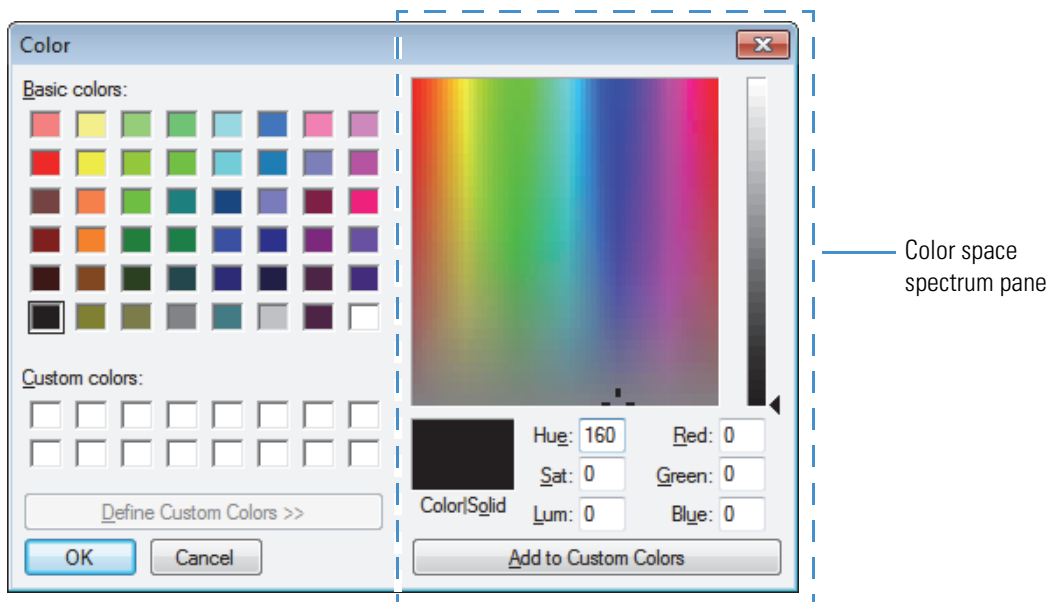 Color
Basic colors:
Custom colors:
Define Custom Colors >>
OK Cancel
Hue: 160 Red: 0
Sat: 0 Green: 0
Color|Solid
Lum: 0 Blue: 0
Add to Custom Colors
Color space
spectrum pane